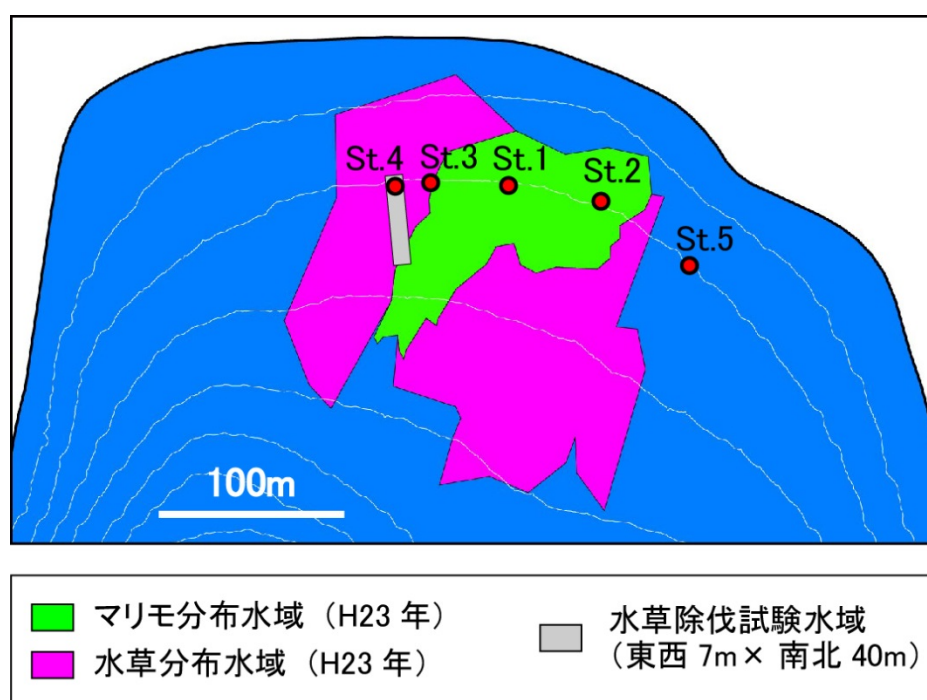 St.4
St.3
St.1
St.2
St.5
100m
マリモ分布水域 (H23 年)
水草分布水域 (H23 年)
水草除伐試験水域
(東西 7m× 南北 40m)